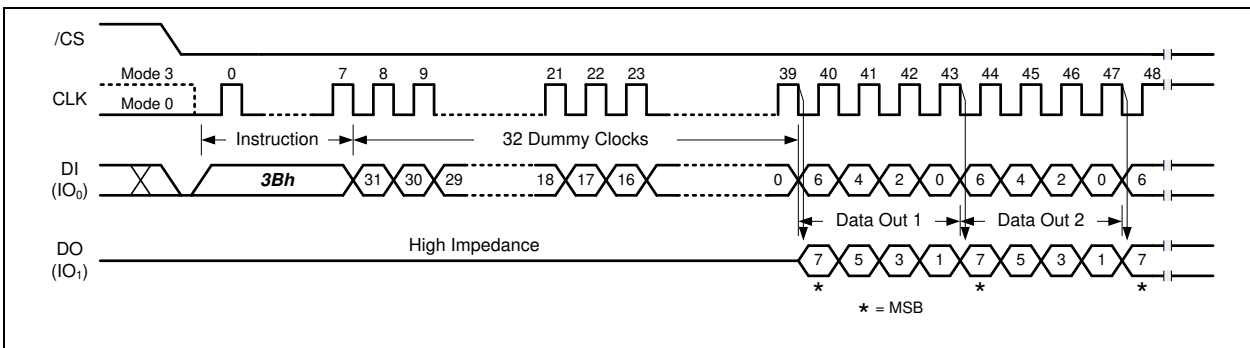 /CS
Mode 3 0 7 8 9 21 22 23 39 40 41 42 43 44 45 46 47 48
CLK
Mode 0
Instruction 32 Dummy Clocks
DI
(IO₀)
3Bh 31 30 29 18 17 16 0 6 4 2 0 6 4 2 0 6
Data Out 1 Data Out 2
DO
(IO₁)
High Impedance
7 5 3 1 7 5 3 1 7
* * *
* = MSB